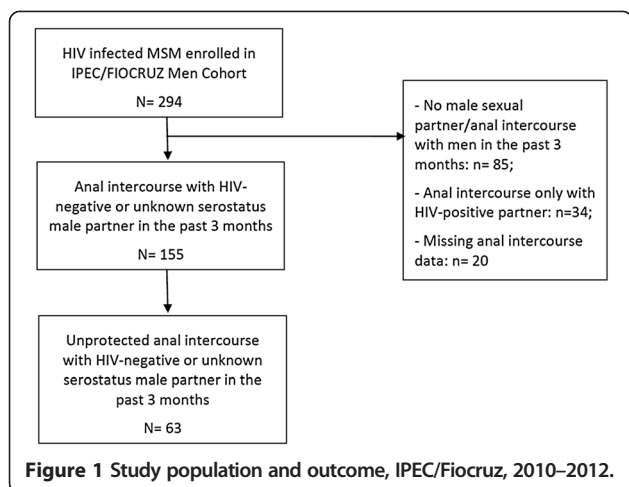 HIV infected MSM enrolled in
IPEC/FIOCRUZ Men Cohort
N= 294
- No male sexual
partner/anal intercourse
with men in the past 3
months: n= 85;
- Anal intercourse only with
HIV-positive partner: n=34;
- Missing anal intercourse
data: n= 20
Anal intercourse with HIV-
negative or unknown serostatus
male partner in the past 3 months
N= 155
Unprotected anal intercourse
with HIV-negative or unknown
serostatus male partner in the
past 3 months
N= 63
Figure 1 Study population and outcome, IPEC/Fiocruz, 2010–2012.